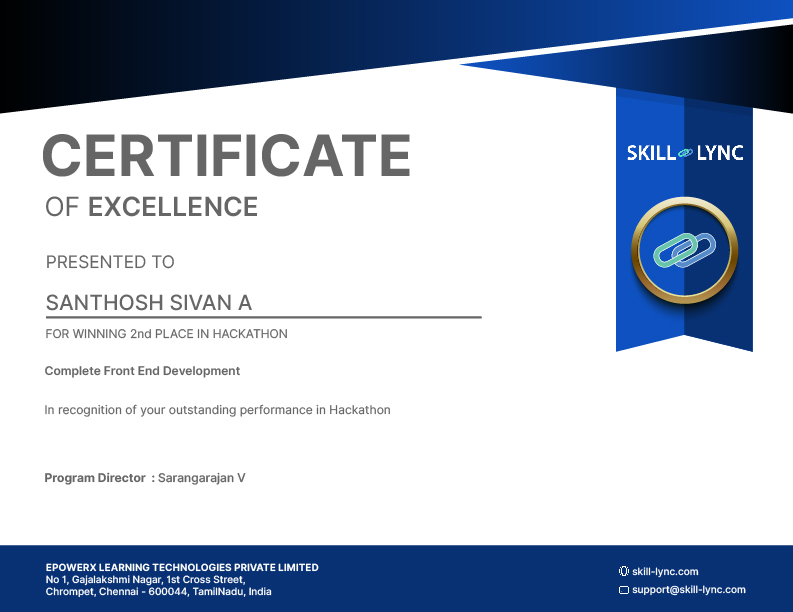 CERTIFICATE
OF EXCELLENCE
SKILL LYNC
PRESENTED TO
SANTHOSH SIVAN A
FOR WINNING 2nd PLACE IN HACKATHON
Complete Front End Development
In recognition of your outstanding performance in Hackathon
Program Director : Sarangarajan V
EPOWERX LEARNING TECHNOLOGIES PRIVATE LIMITED
No 1, Gajalakshmi Nagar, 1st Cross Street,
Chrompet, Chennai - 600044, TamilNadu, India
skill-lync.com
support@skill-lync.com